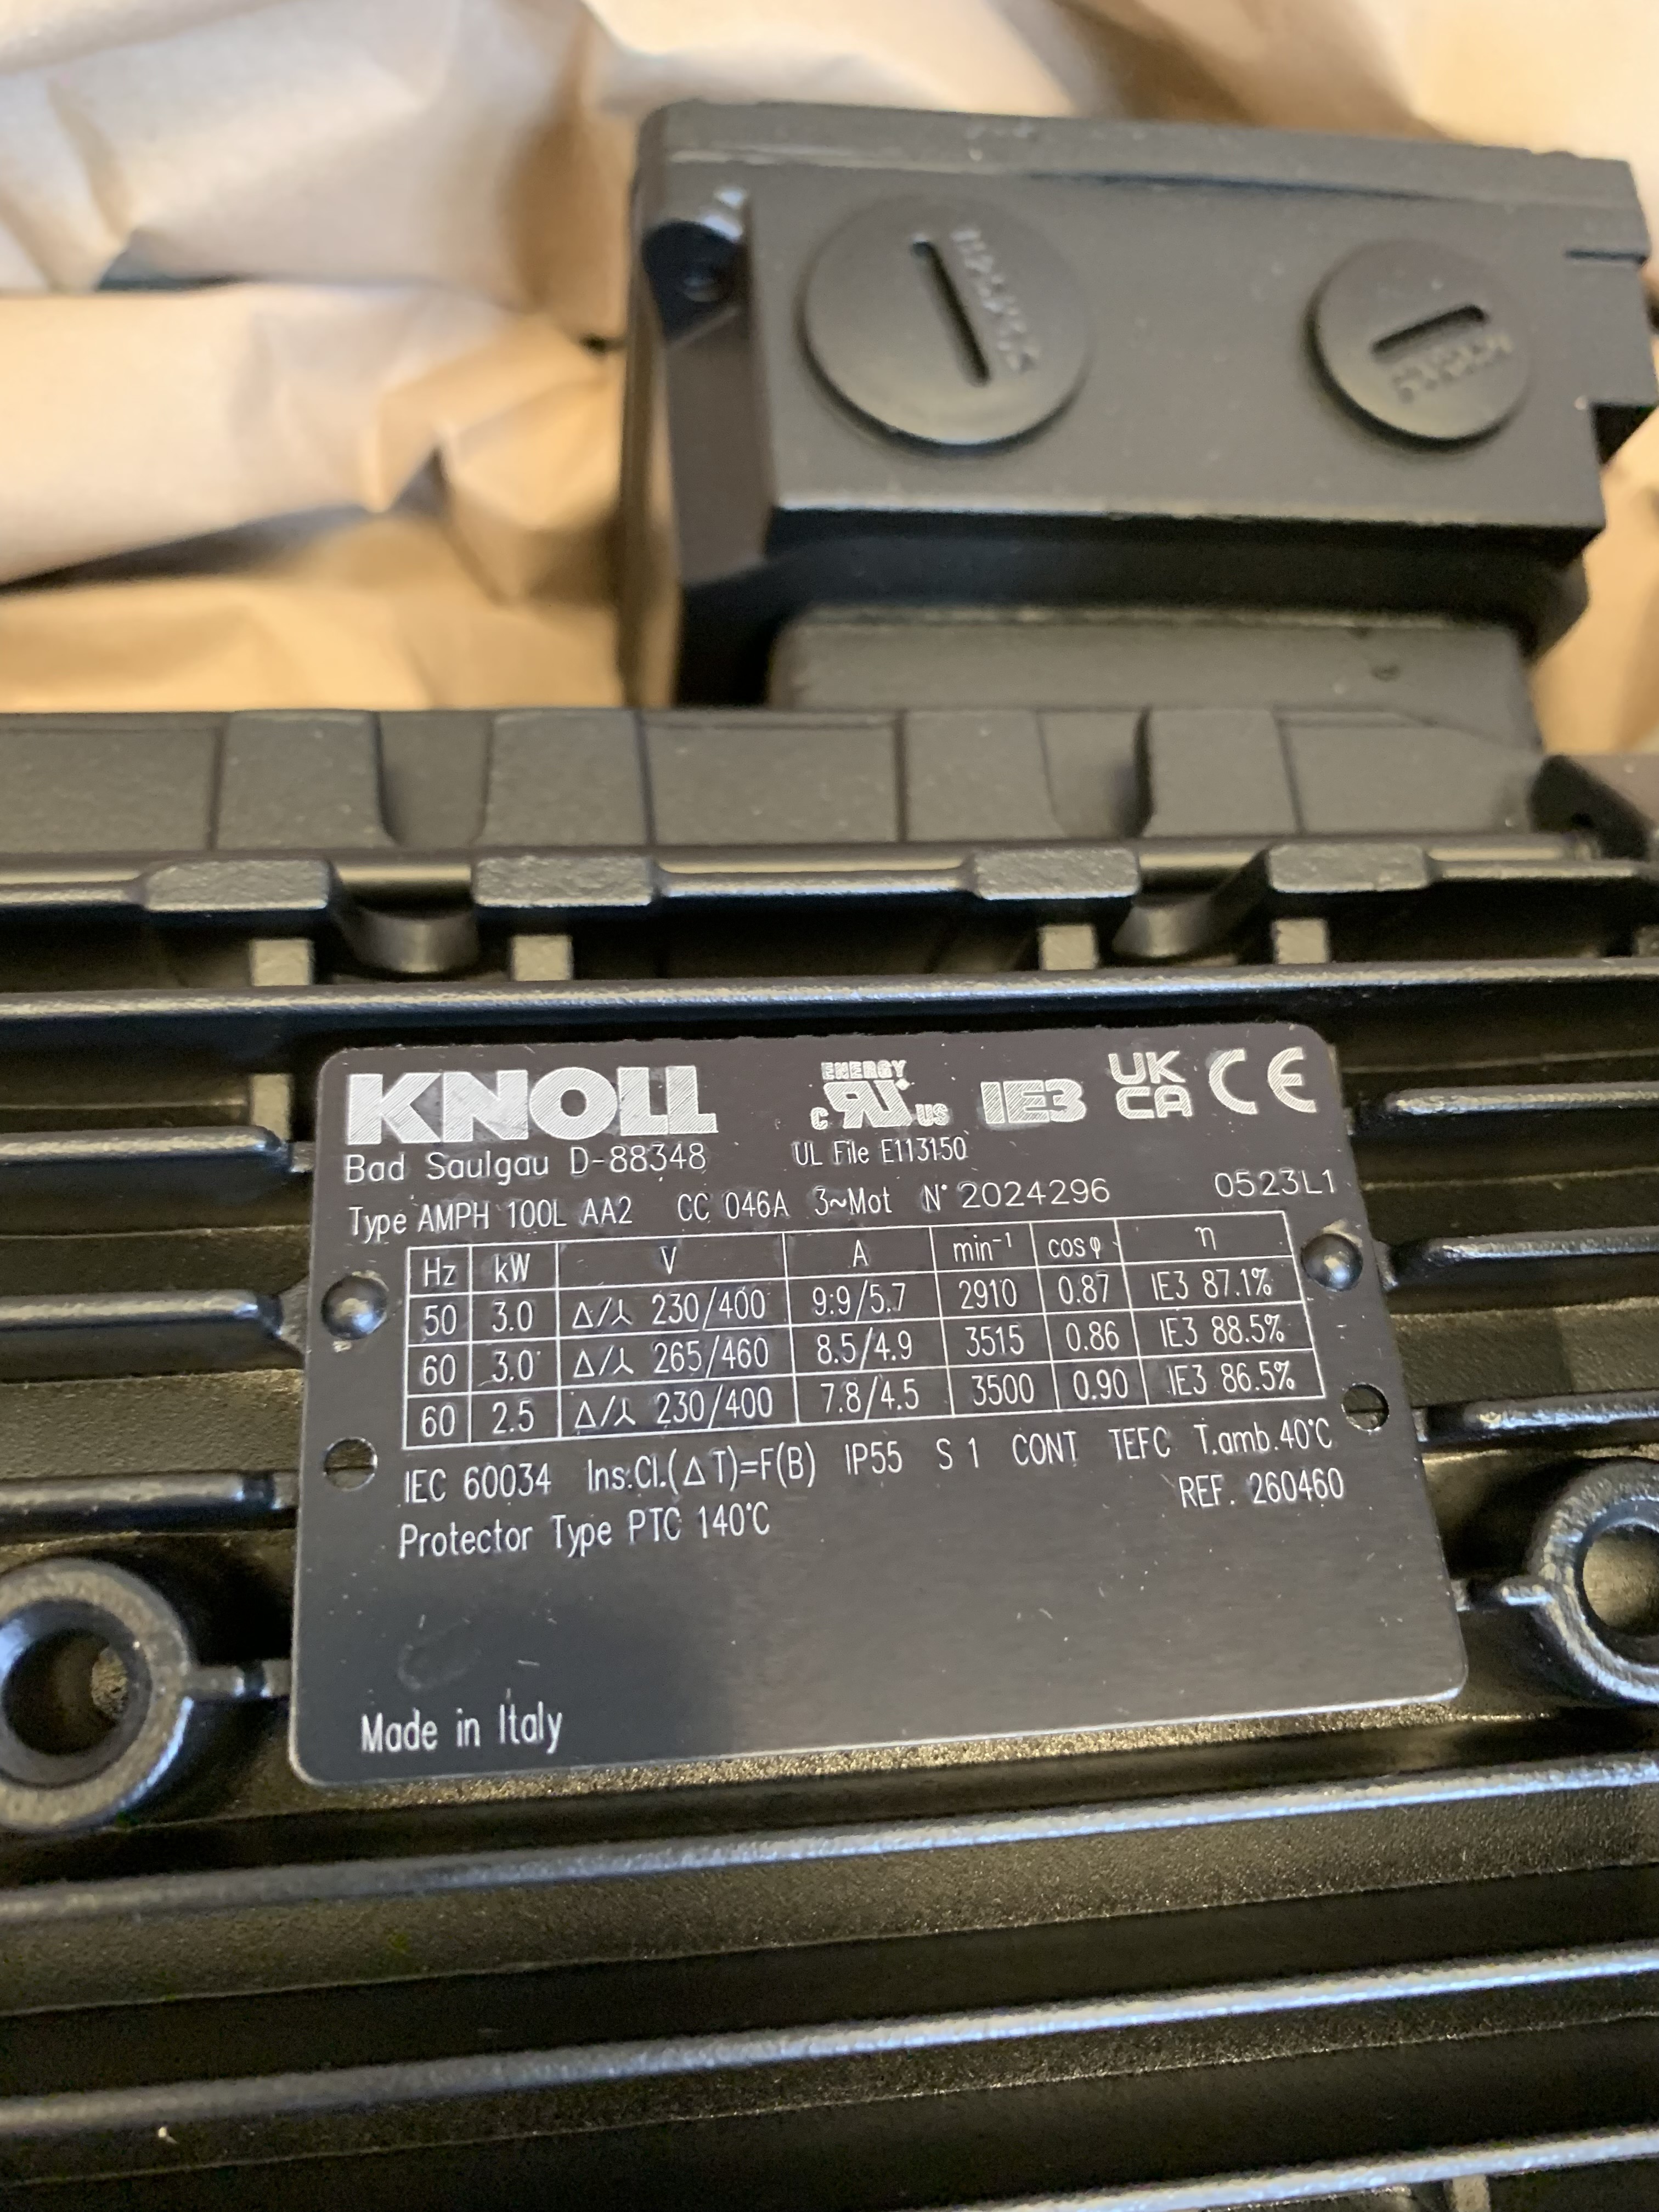 KNOLL ENERGY c RU US IE3 UK CA CE
Bad Saulgau D-88348 UL File E113150
Type AMPH 100L AA2 CC 046A 3~Mot N° 2024296 0523L1
Hz kW V A min⁻¹ cosφ η
50 3.0 Δ/⅄ 230/400 9.9/5.7 2910 0.87 IE3 87.1%
60 3.0 Δ/⅄ 265/460 8.5/4.9 3515 0.86 IE3 88.5%
60 2.5 Δ/⅄ 230/400 7.8/4.5 3500 0.90 IE3 86.5%
IEC 60034 Ins.Cl.(ΔT)=F(B) IP55 S 1 CONT TEFC T.amb.40°C
Protector Type PTC 140°C REF. 260460
Made in Italy